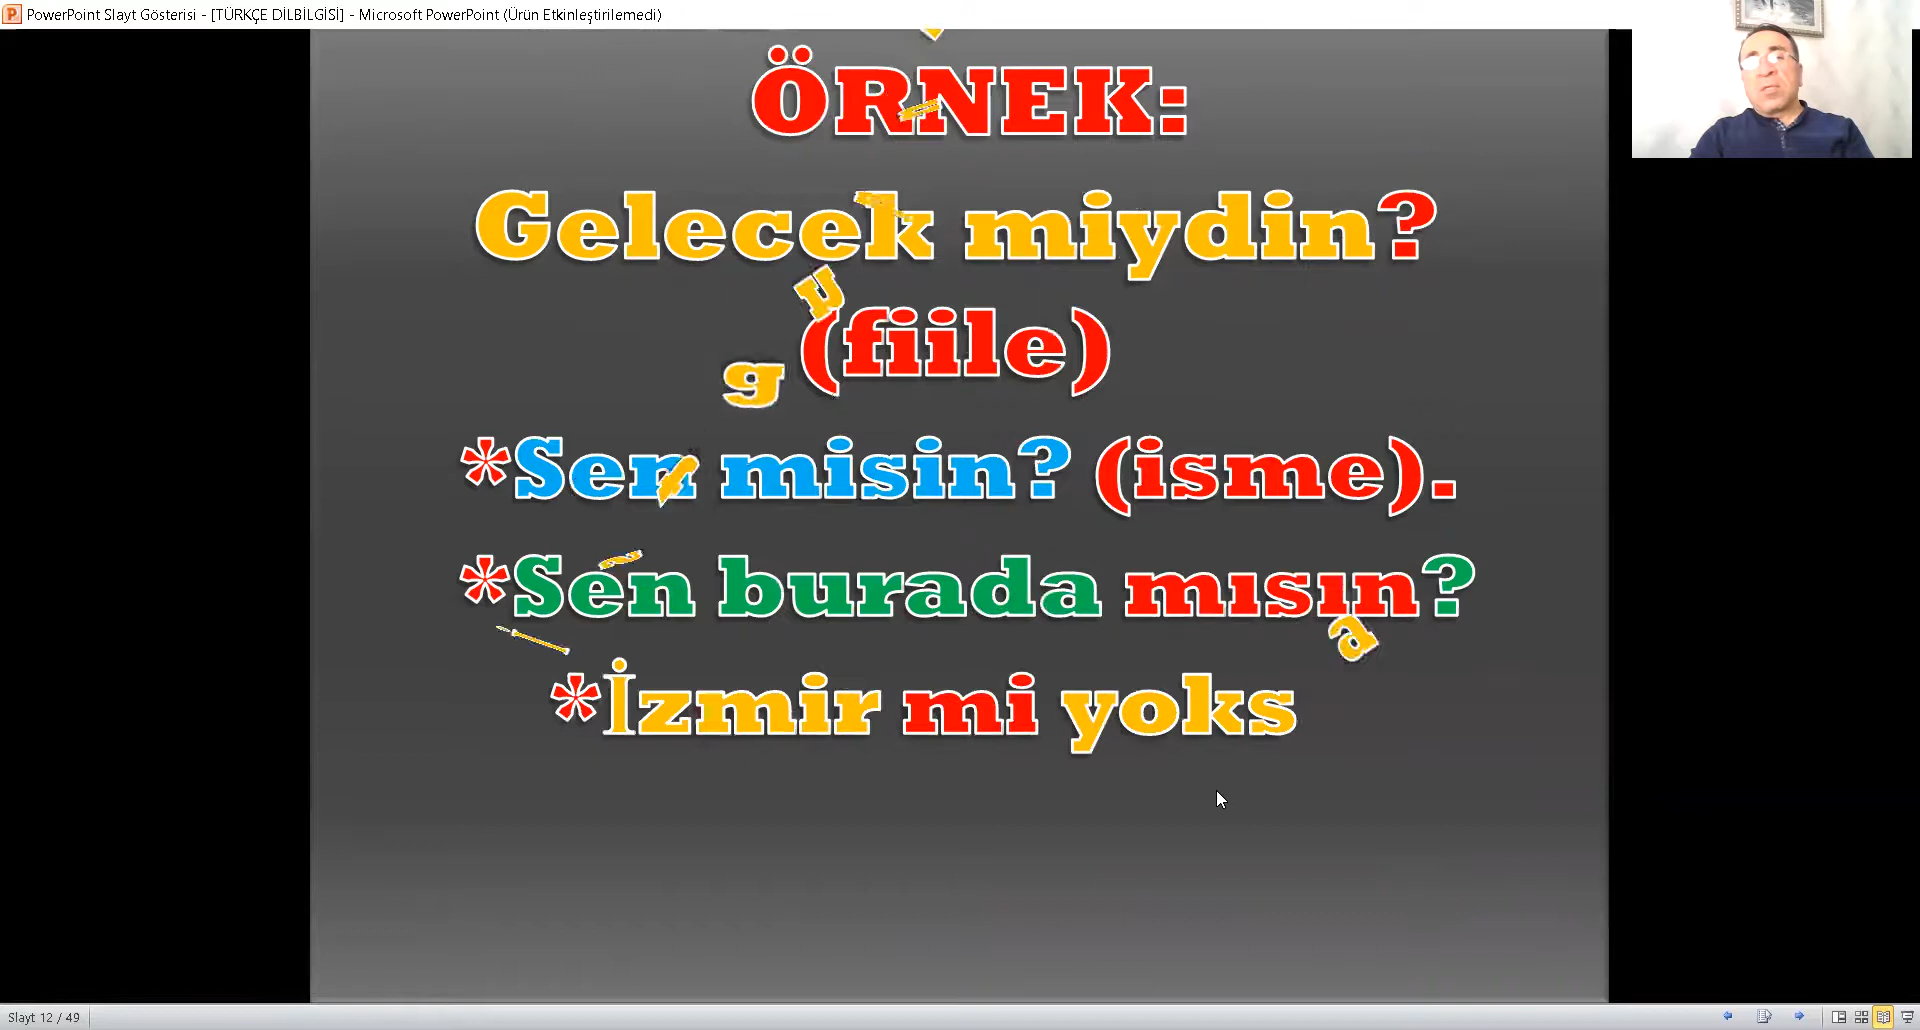 PowerPoint Slayt Gösterisi - [TÜRKÇE DİLBİLGİSİ] - Microsoft PowerPoint (Ürün Etkinleştirilemedi)
ÖRNEK:
Gelecek miydin?
(fiile)
*Sen misin? (isme).
*Sen burada mısın?
*İzmir mi yoks
u
g
a
Slayt 12 / 49